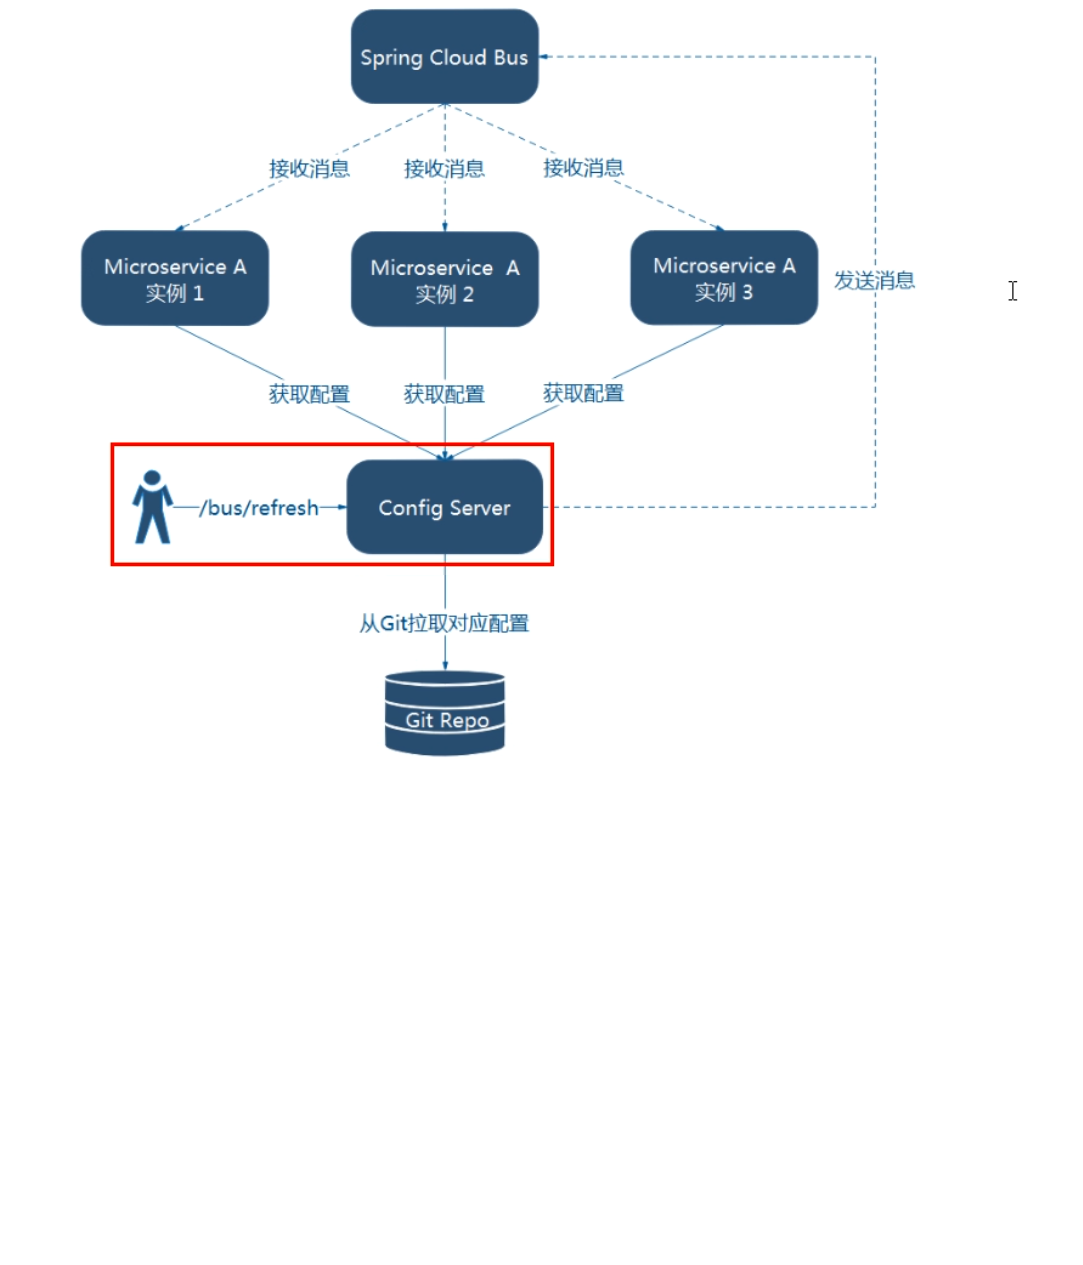 Spring Cloud Bus
接收消息
接收消息
接收消息
Microservice A
实例 1
Microservice A
实例 2
Microservice A
实例 3
发送消息
获取配置
获取配置
获取配置
/bus/refresh
Config Server
从Git拉取对应配置
Git Repo